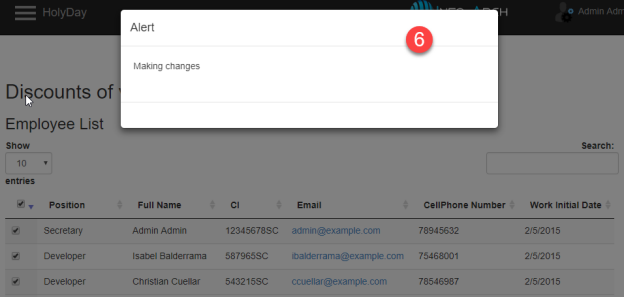 HolyDay
Admin Adm
Alert
6
Making changes
Discounts of
Employee List
Show
Search:
10
entries
Position Full Name CI Email CellPhone Number Work Initial Date
Secretary Admin Admin 12345678SC admin@example.com 78945632 2/5/2015
Developer Isabel Balderrama 587965SC ibalderrama@example.com 75468001 2/5/2015
Developer Christian Cuellar 543215SC ccuellar@example.com 78546987 2/5/2015